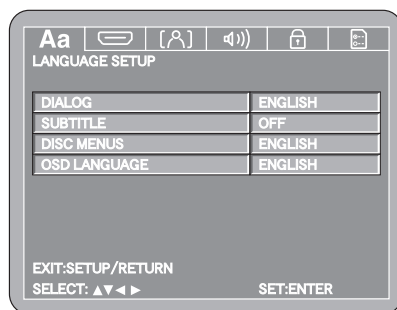 Aa
LANGUAGE SETUP
DIALOG ENGLISH
SUBTITLE OFF
DISC MENUS ENGLISH
OSD LANGUAGE ENGLISH
EXIT:SETUP/RETURN
SELECT: ▲▼◄ ► SET:ENTER